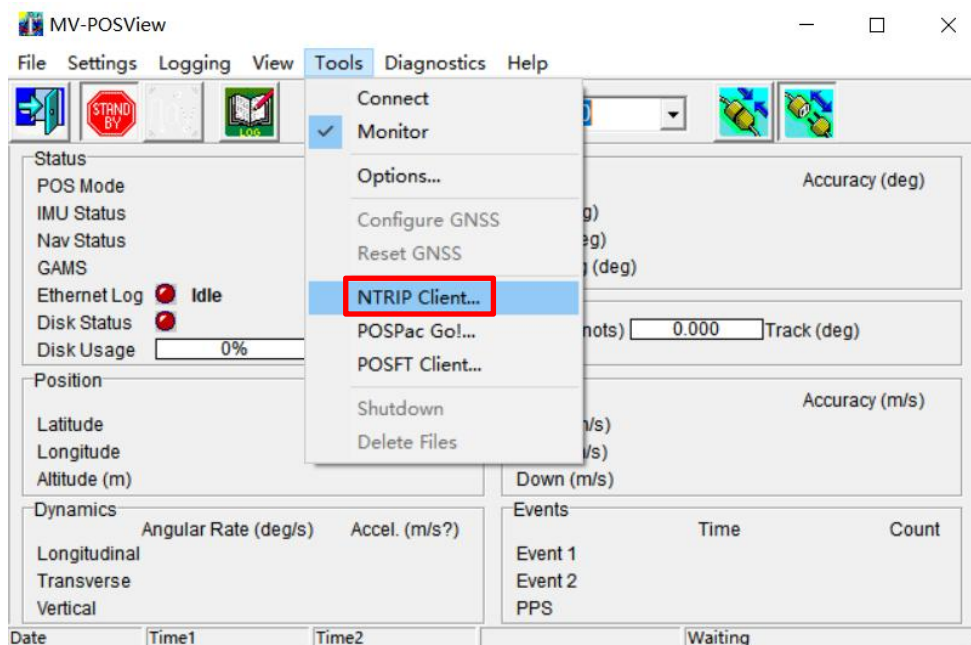 MV-POSView
File Settings Logging View Tools Diagnostics Help
STAND BY
LOG
Connect
Monitor
Options...
Configure GNSS
Reset GNSS
NTRIP Client...
POSPac Go!...
POSFT Client...
Shutdown
Delete Files
Status
POS Mode
IMU Status
Nav Status
GAMS
Ethernet Log Idle
Disk Status
Disk Usage 0%
Accuracy (deg)
(deg)
0.000 Track (deg)
Position
Latitude
Longitude
Altitude (m)
Accuracy (m/s)
Down (m/s)
Dynamics
Angular Rate (deg/s) Accel. (m/s?)
Longitudinal
Transverse
Vertical
Events
Time Count
Event 1
Event 2
PPS
Date Time1 Time2 Waiting